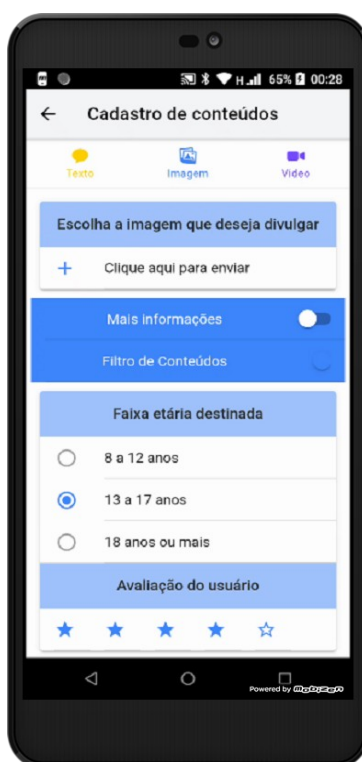 H 65% 00:28
Cadastro de conteúdos
Texto Imagem Video
Escolha a imagem que deseja divulgar
+ Clique aqui para enviar
Mais informações
Filtro de Conteúdos
Faixa etária destinada
8 a 12 anos
13 a 17 anos
18 anos ou mais
Avaliação do usuário
Powered by Mobizen